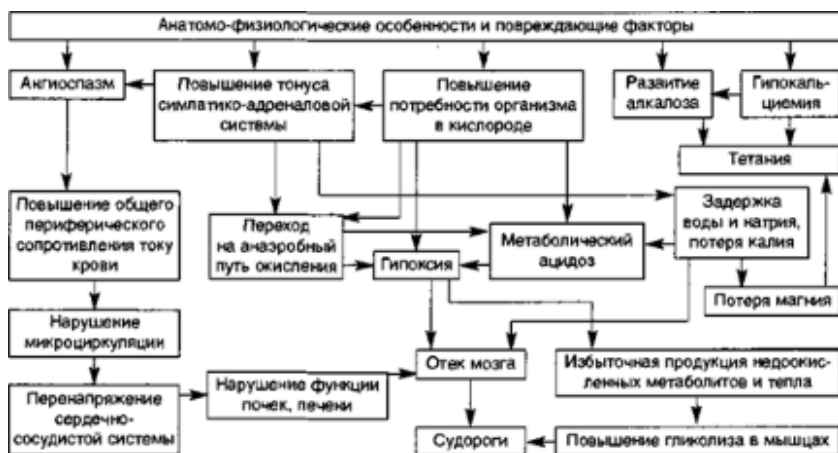 Анатомо-физиологические особенности и повреждающие факторы
Ангиоспазм
Повышение тонуса
симпатико-адреналовой
системы
Повышение
потребности организма
в кислороде
Развитие
алкалоза
Гипокаль-
циемия
Тетания
Повышение общего
периферического
сопротивления току
крови
Переход
на анаэробный
путь окисления
Гипоксия
Метаболический
ацидоз
Задержка
воды и натрия,
потеря калия
Потеря магния
Нарушение
микроциркуляции
Перенапряжение
сердечно-
сосудистой системы
Нарушение функции
почек, печени
Отек мозга
Избыточная продукция недоокис-
ленных метаболитов и тепла
Судороги
Повышение гликолиза в мышцах